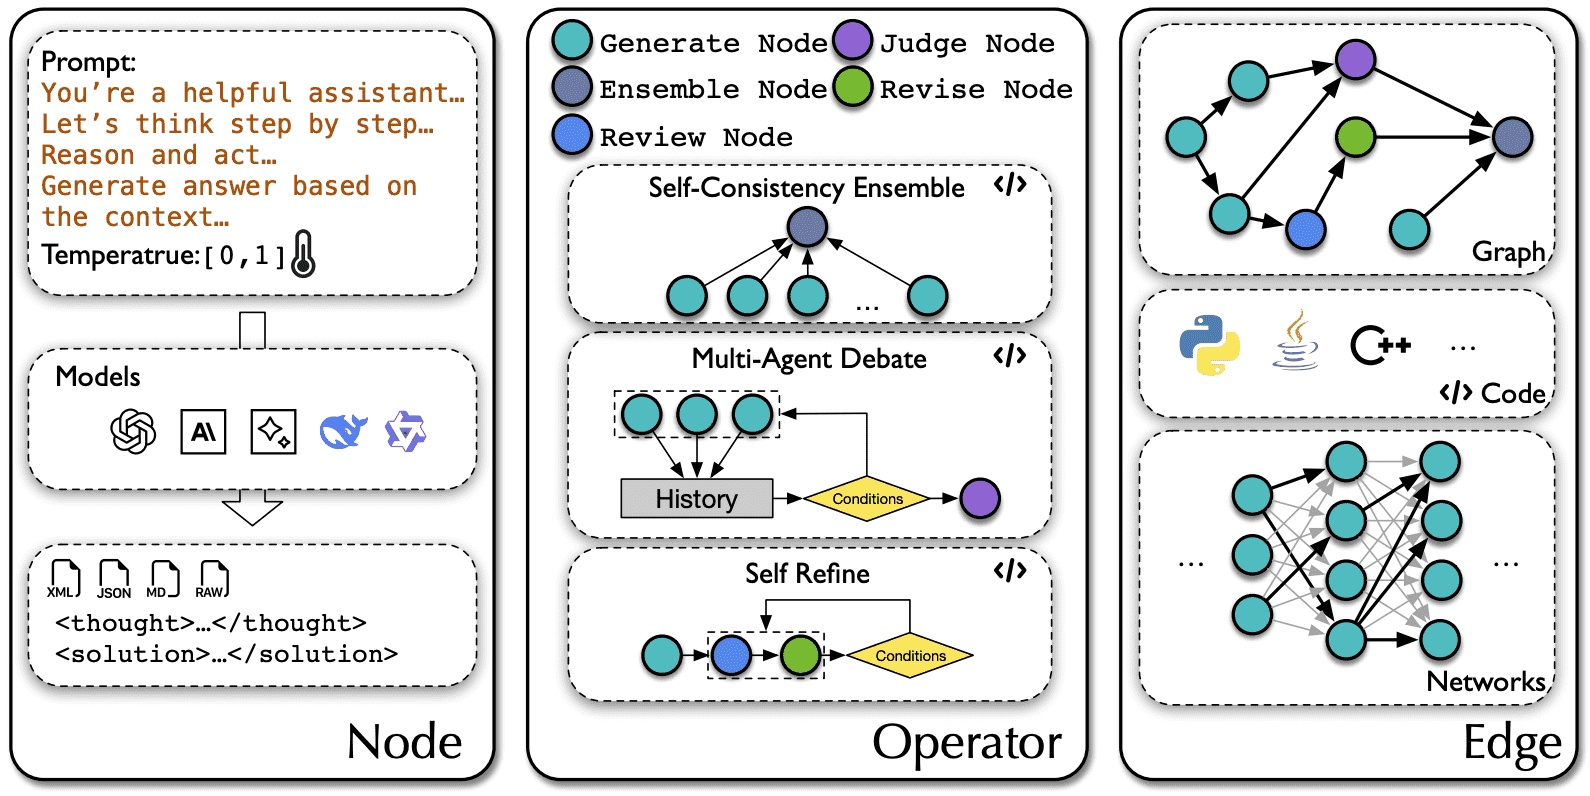 Prompt:
You're a helpful assistant…
Let's think step by step…
Reason and act…
Generate answer based on
the context…
Temperatrue:[0,1]
Models
XML
JSON
MD
RAW
<thought>…</thought>
<solution>…</solution>
Node
Generate Node
Judge Node
Ensemble Node
Revise Node
Review Node
Self-Consistency Ensemble </>
...
Multi-Agent Debate </>
History
Conditions
Self Refine </>
Conditions
Operator
Graph
C++ ...
</> Code
... ...
Networks
Edge